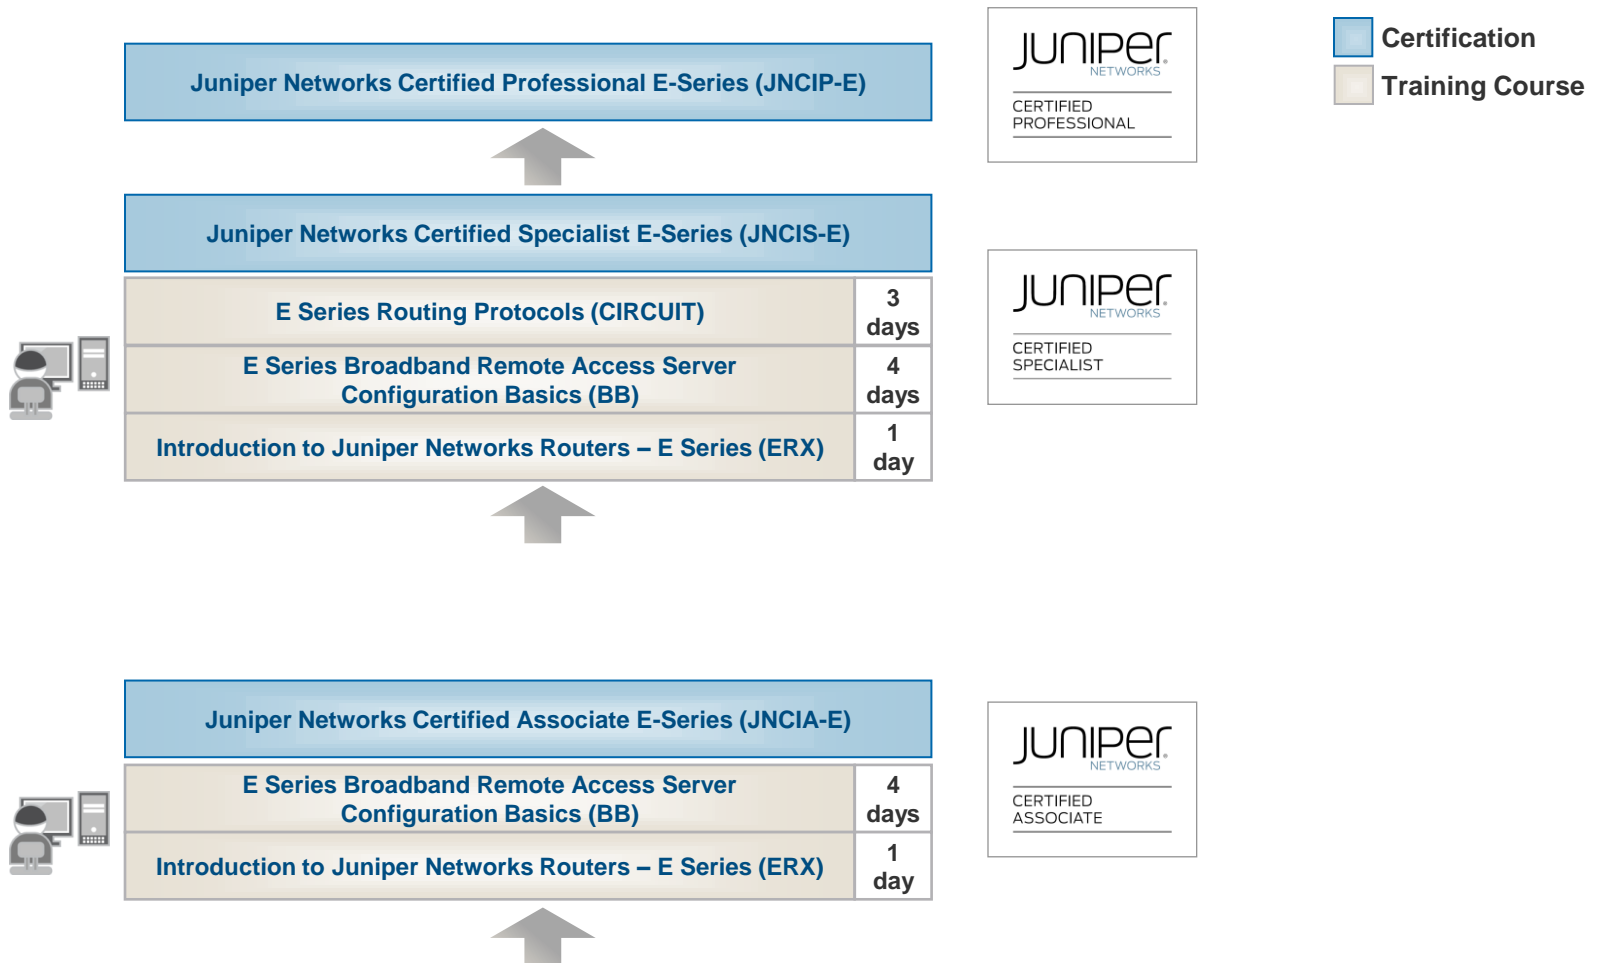 Juniper Networks Certified Professional E-Series (JNCIP-E)
JUNIPER
NETWORKS
CERTIFIED
PROFESSIONAL
Certification
Training Course
Juniper Networks Certified Specialist E-Series (JNCIS-E)
E Series Routing Protocols (CIRCUIT)
3
days
E Series Broadband Remote Access Server
Configuration Basics (BB)
4
days
Introduction to Juniper Networks Routers – E Series (ERX)
1
day
JUNIPER
NETWORKS
CERTIFIED
SPECIALIST
Juniper Networks Certified Associate E-Series (JNCIA-E)
E Series Broadband Remote Access Server
Configuration Basics (BB)
4
days
Introduction to Juniper Networks Routers – E Series (ERX)
1
day
JUNIPER
NETWORKS
CERTIFIED
ASSOCIATE